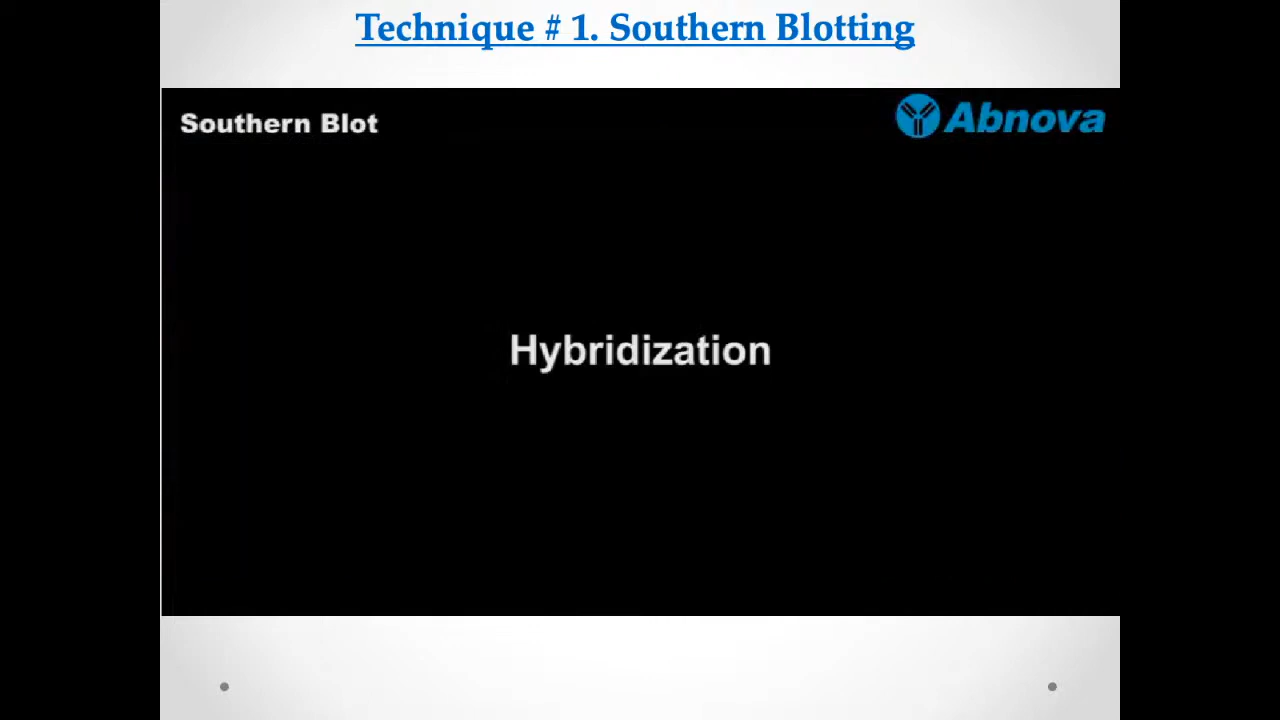 Technique # 1. Southern Blotting
Southern Blot
Abnova
Hybridization